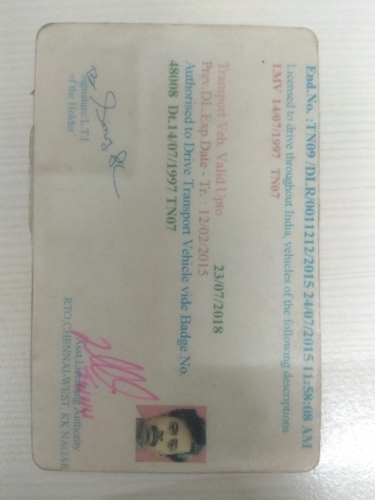 End.No. :TN09 /DLR/0011212/2015 24/07/2015 11:58:08 AM
Licensed to drive throughout India, vehicles of the following descriptions
LMV 14/07/1997 TN07
23/07/2018
Transport Veh. Valid Upto
Prev.DL Exp.Date - Tr. : 12/02/2015
Authorised to Drive Transport Vehicle vide Badge No.
48008 Dt.14/07/1997 TN07
Signature/LTI
of the Holder
Asst Licensing Authority
RTO,CHENNAI-WEST, KK NAGAR